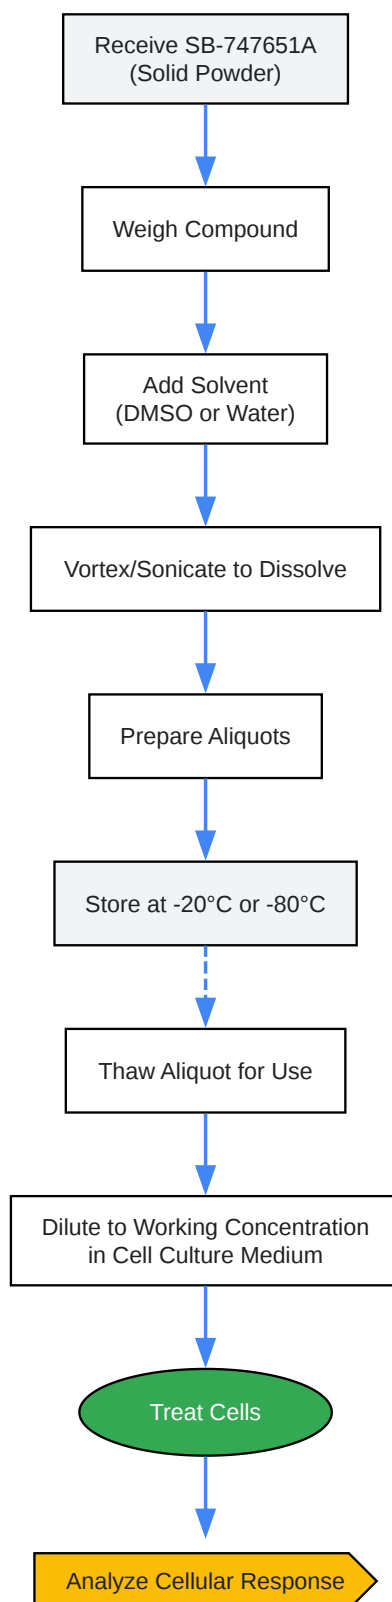 Receive SB-747651A
(Solid Powder)
Weigh Compound
Add Solvent
(DMSO or Water)
Vortex/Sonicate to Dissolve
Prepare Aliquots
Store at -20°C or -80°C
Thaw Aliquot for Use
Dilute to Working Concentration
in Cell Culture Medium
Treat Cells
Analyze Cellular Response